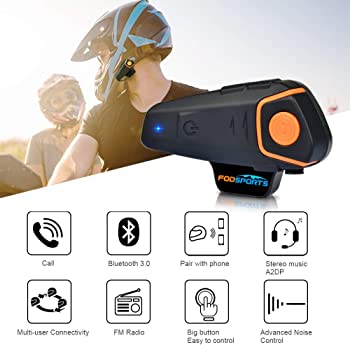 FODSPORTS
Call
Bluetooth 3.0
Pair with phone
Stereo music
A2DP
Multi-user Connectivity
FM Radio
Big button
Easy to control
Advanced Noise
Control